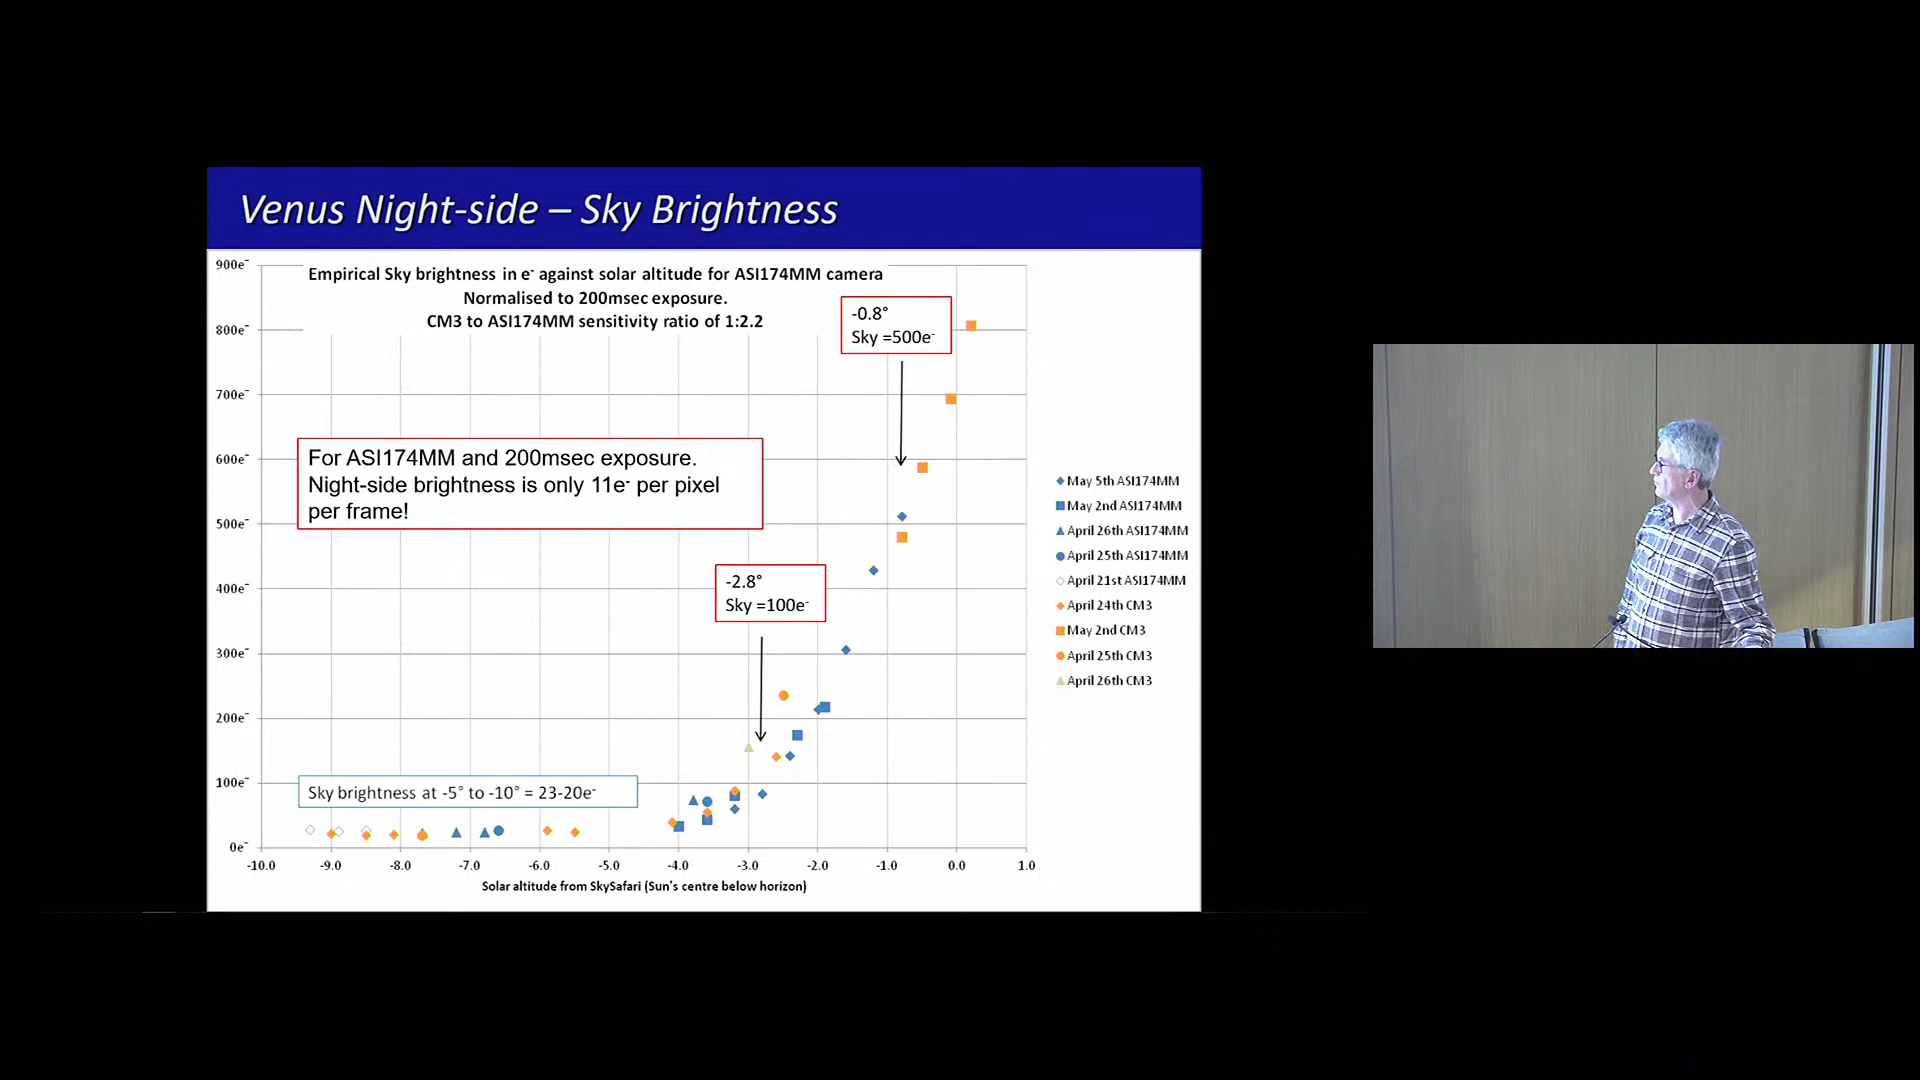 Venus Night-side – Sky Brightness
Empirical Sky brightness in e⁻ against solar altitude for ASI174MM camera
Normalised to 200msec exposure.
CM3 to ASI174MM sensitivity ratio of 1:2.2
900e⁻
800e⁻
700e⁻
600e⁻
500e⁻
400e⁻
300e⁻
200e⁻
100e⁻
0e⁻
-0.8°
Sky =500e⁻
For ASI174MM and 200msec exposure.
Night-side brightness is only 11e⁻ per pixel
per frame!
-2.8°
Sky =100e⁻
Sky brightness at -5° to -10° = 23-20e⁻
-10.0 -9.0 -8.0 -7.0 -6.0 -5.0 -4.0 -3.0 -2.0 -1.0 0.0 1.0
Solar altitude from SkySafari (Sun's centre below horizon)
May 5th ASI174MM
May 2nd ASI174MM
April 26th ASI174MM
April 25th ASI174MM
April 21st ASI174MM
April 24th CM3
May 2nd CM3
April 25th CM3
April 26th CM3